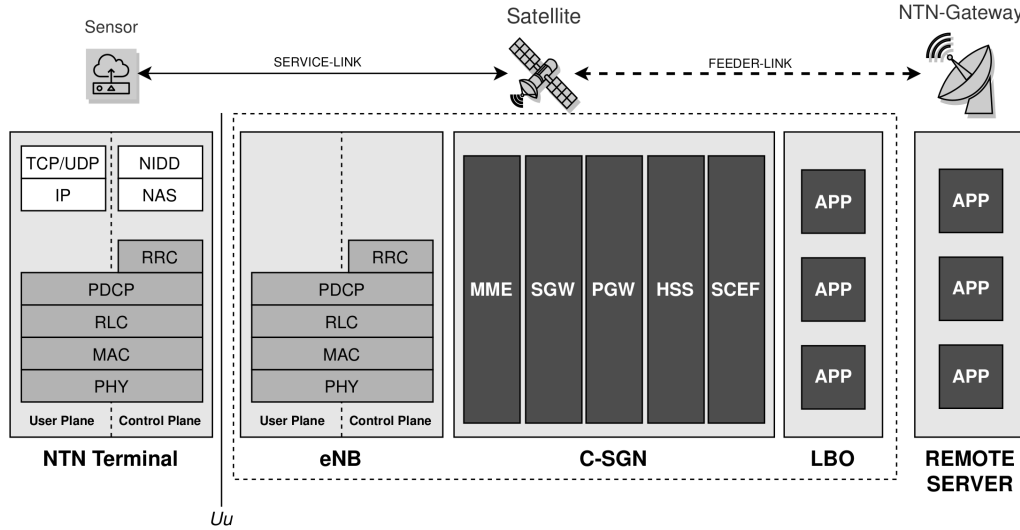 Sensor
Satellite
NTN-Gateway
SERVICE-LINK
FEEDER-LINK
TCP/UDP
IP
NIDD
NAS
RRC
PDCP
RLC
MAC
PHY
User Plane
Control Plane
NTN Terminal
Uu
RRC
PDCP
RLC
MAC
PHY
User Plane
Control Plane
eNB
MME
SGW
PGW
HSS
SCEF
C-SGN
APP
APP
APP
LBO
APP
APP
APP
REMOTE
SERVER